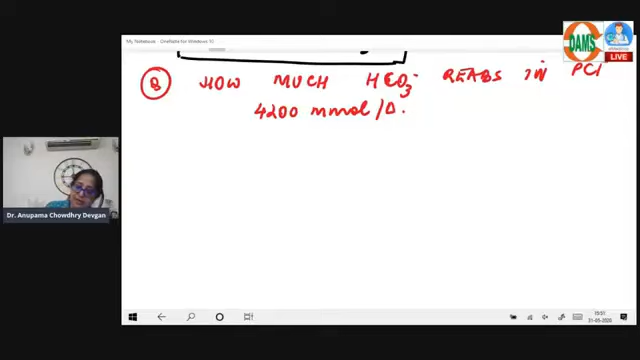 My Notebook - OneNote for Windows 10
DAMS
LIVE
Q HOW MUCH HCO3- REABS IN PCT
4200 mmol/D.
Dr. Anupama Chowdhry Devgan
15:51
31-05-2020